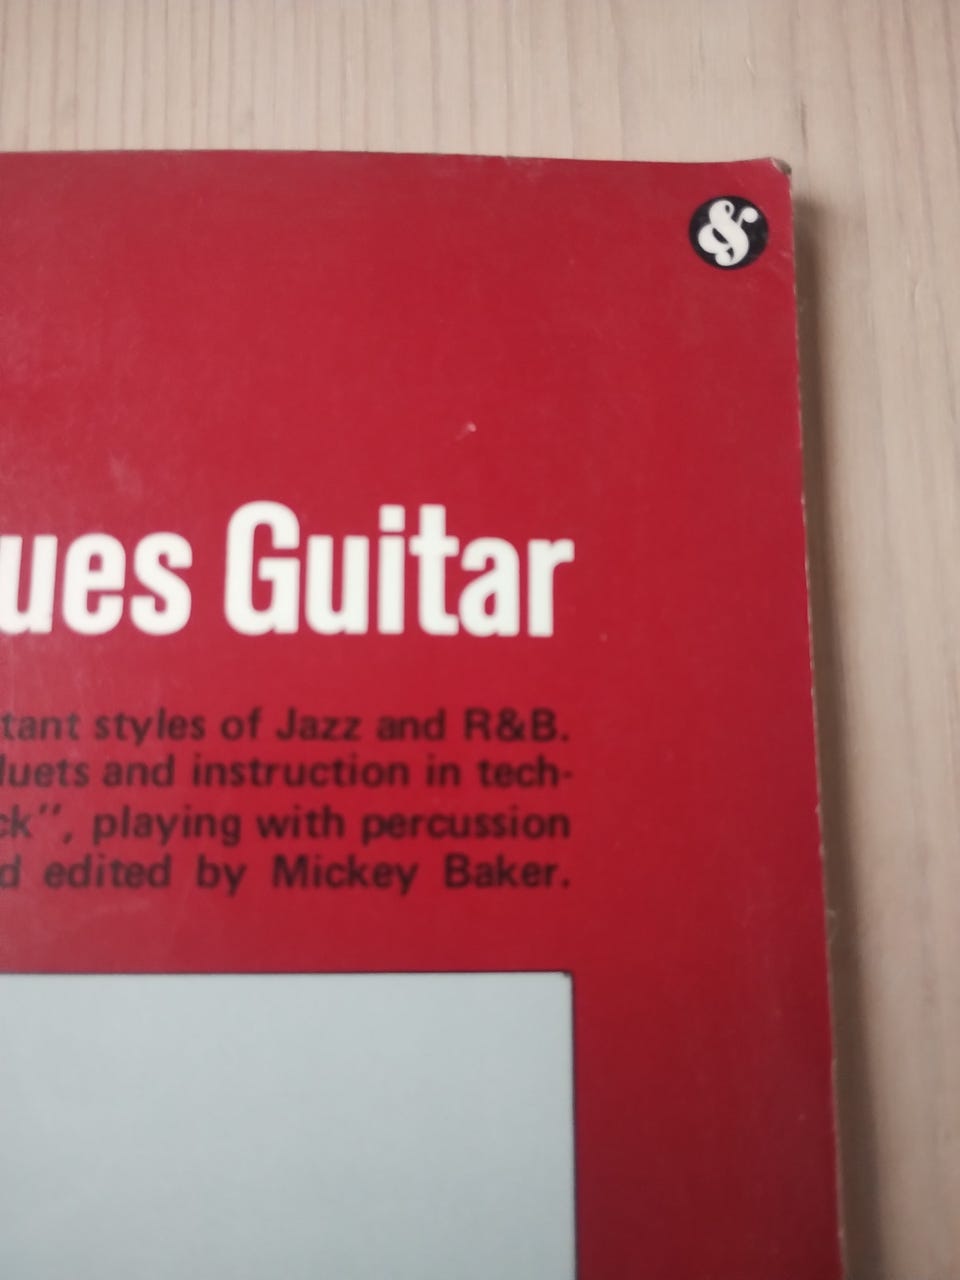 &
ues Guitar
tant styles of Jazz and R&B.
luets and instruction in tech-
ck", playing with percussion
d edited by Mickey Baker.